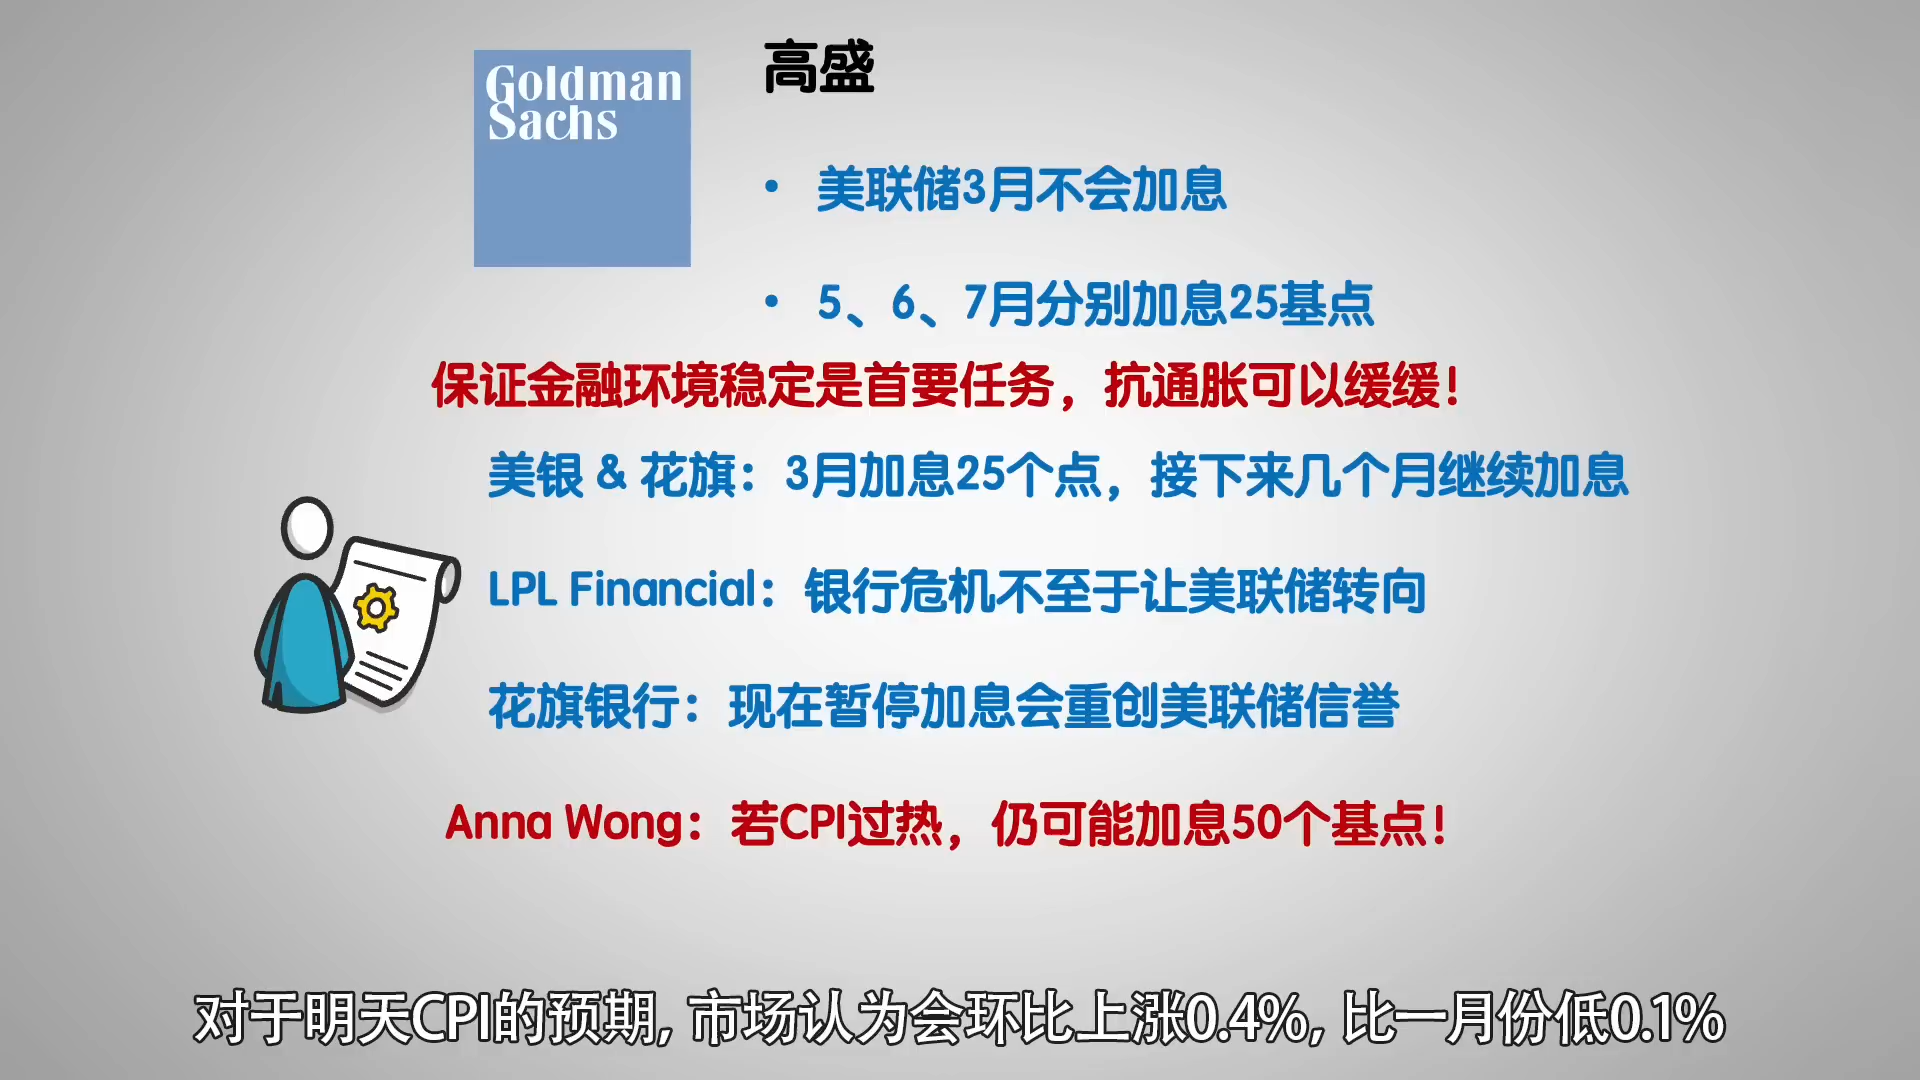 Goldman
Sachs
高盛
• 美联储3月不会加息
• 5、6、7月分别加息25基点
保证金融环境稳定是首要任务，抗通胀可以缓缓！
美银 & 花旗：3月加息25个点，接下来几个月继续加息
LPL Financial：银行危机不至于让美联储转向
花旗银行：现在暂停加息会重创美联储信誉
Anna Wong：若CPI过热，仍可能加息50个基点！
对于明天CPI的预期, 市场认为会环比上涨0.4%, 比一月份低0.1%